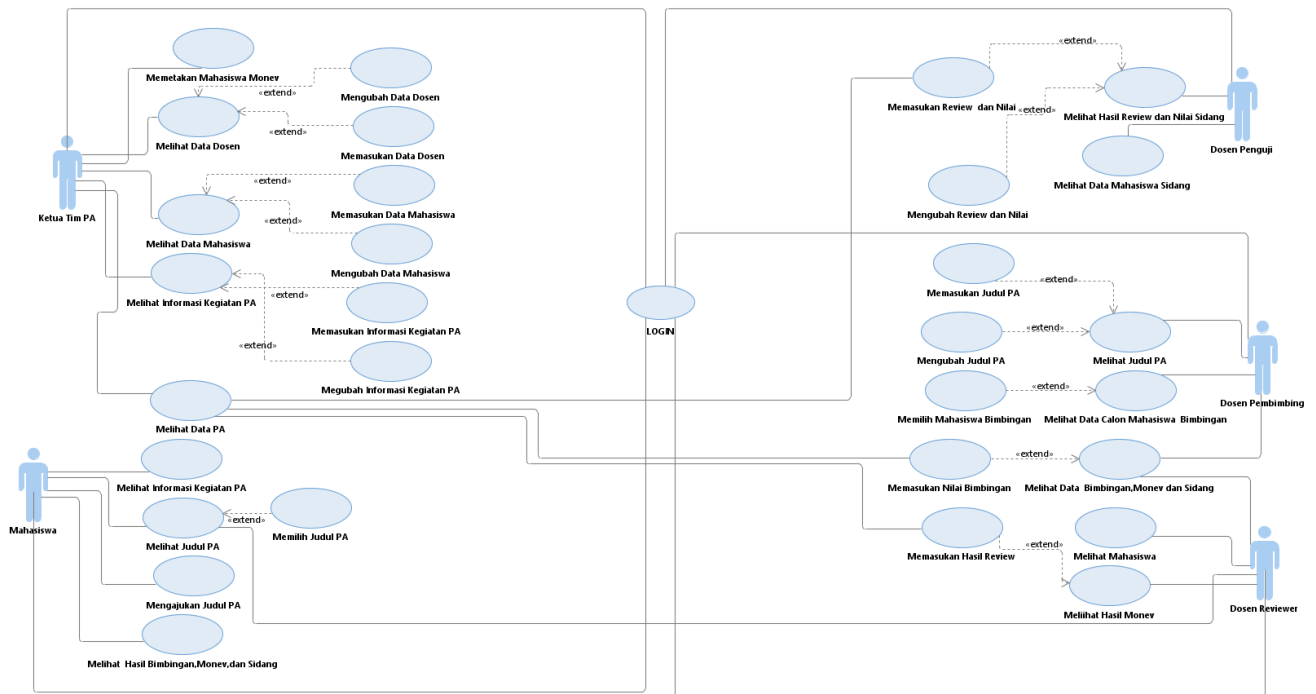 «extend»
Memetakan Mahasiswa Monev
Mengubah Data Dosen
Memasukan Review  dan Nilai
Melihat Hasil Review dan Nilai Sidang
«extend»
«extend»
«extend»
Melihat Data Dosen
Memasukan Data Dosen
Dosen Penguji
«extend»
Melihat Data Mahasiswa Sidang
Ketua Tim PA
Memasukan Data Mahasiswa
Mengubah Review dan Nilai
«extend»
Melihat Data Mahasiswa
Mengubah Data Mahasiswa
Memasukan Judul PA
«extend»
Melihat Informasi Kegiatan PA
«extend»
Memasukan Informasi Kegiatan PA
LOGIN
«extend»
«extend»
Mengubah Judul PA
Melihat Judul PA
Megubah Informasi Kegiatan PA
«extend»
Dosen Pembimbing
Melihat Data PA
Memilih Mahasiswa Bimbingan
Melihat Data Calon Mahasiswa  Bimbingan
«extend»
Melihat Informasi Kegiatan PA
Memasukan Nilai Bimbingan
Melihat Data  Bimbingan,Monev dan Sidang
Mahasiswa
«extend»
Melihat Judul PA
Memilih Judul PA
Memasukan Hasil Review
«extend»
Melihat Mahasiswa
Mengajukan Judul PA
Meliihat Hasil Monev
Dosen Reviewer
Melihat  Hasil Bimbingan,Monev,dan Sidang